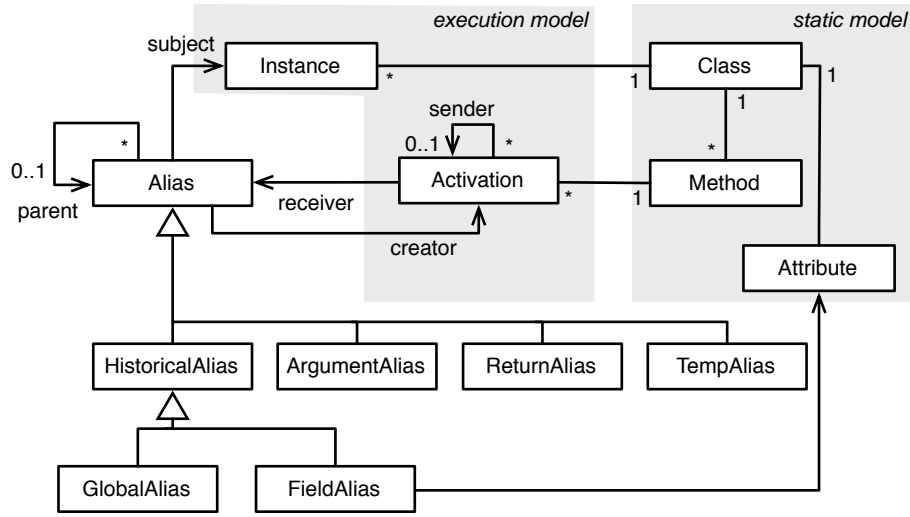 execution model
static model
subject
Instance
*
1
Class
1
sender
1
0..1
*
*
*
0..1
Alias
Activation
Method
parent
receiver
*
1
creator
Attribute
HistoricalAlias
ArgumentAlias
ReturnAlias
TempAlias
GlobalAlias
FieldAlias